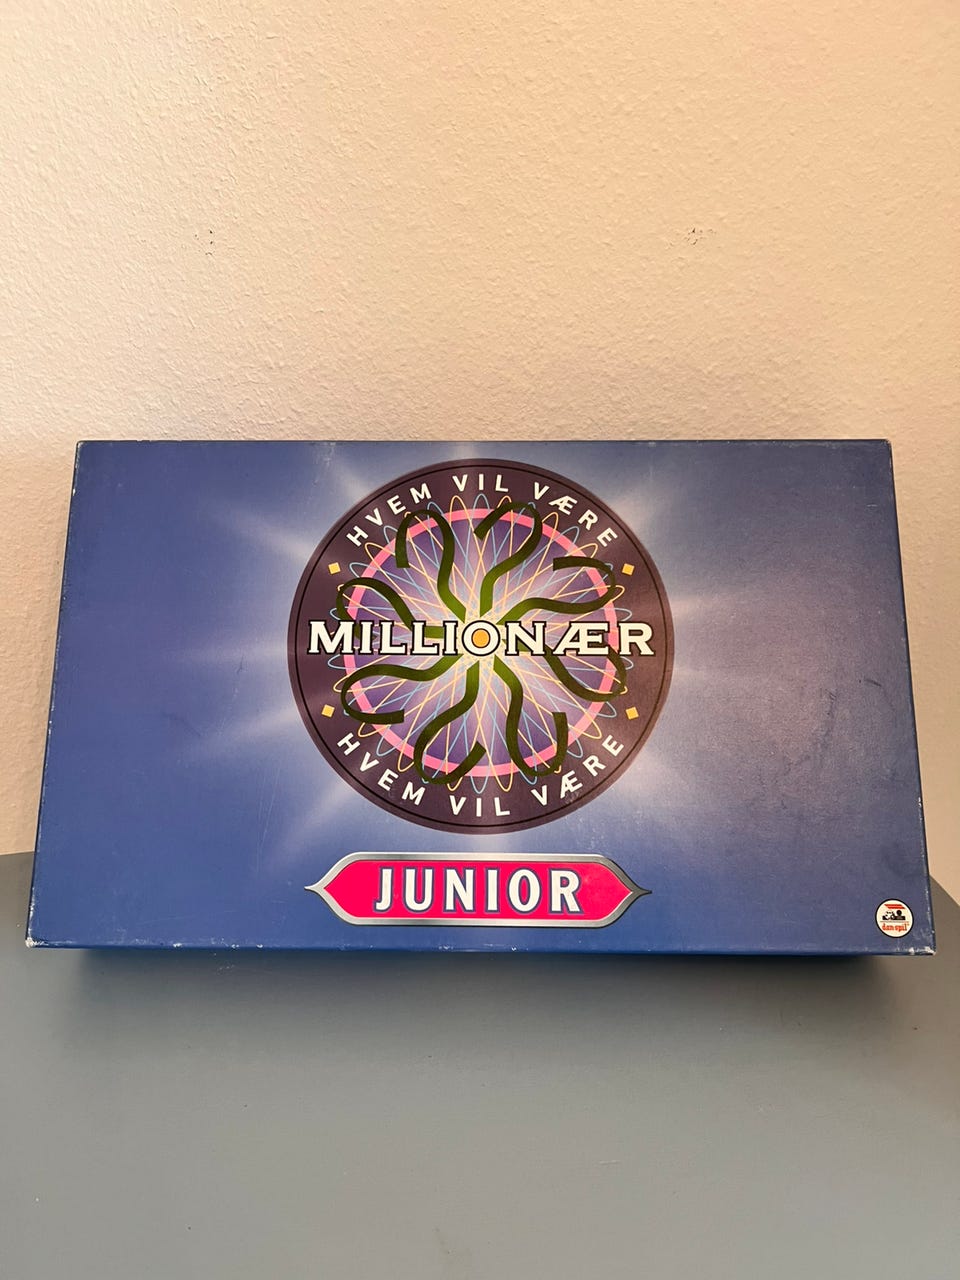 HVEM VIL VÆRE
MILLIONÆR
HVEM VIL VÆRE
JUNIOR
dan-spil